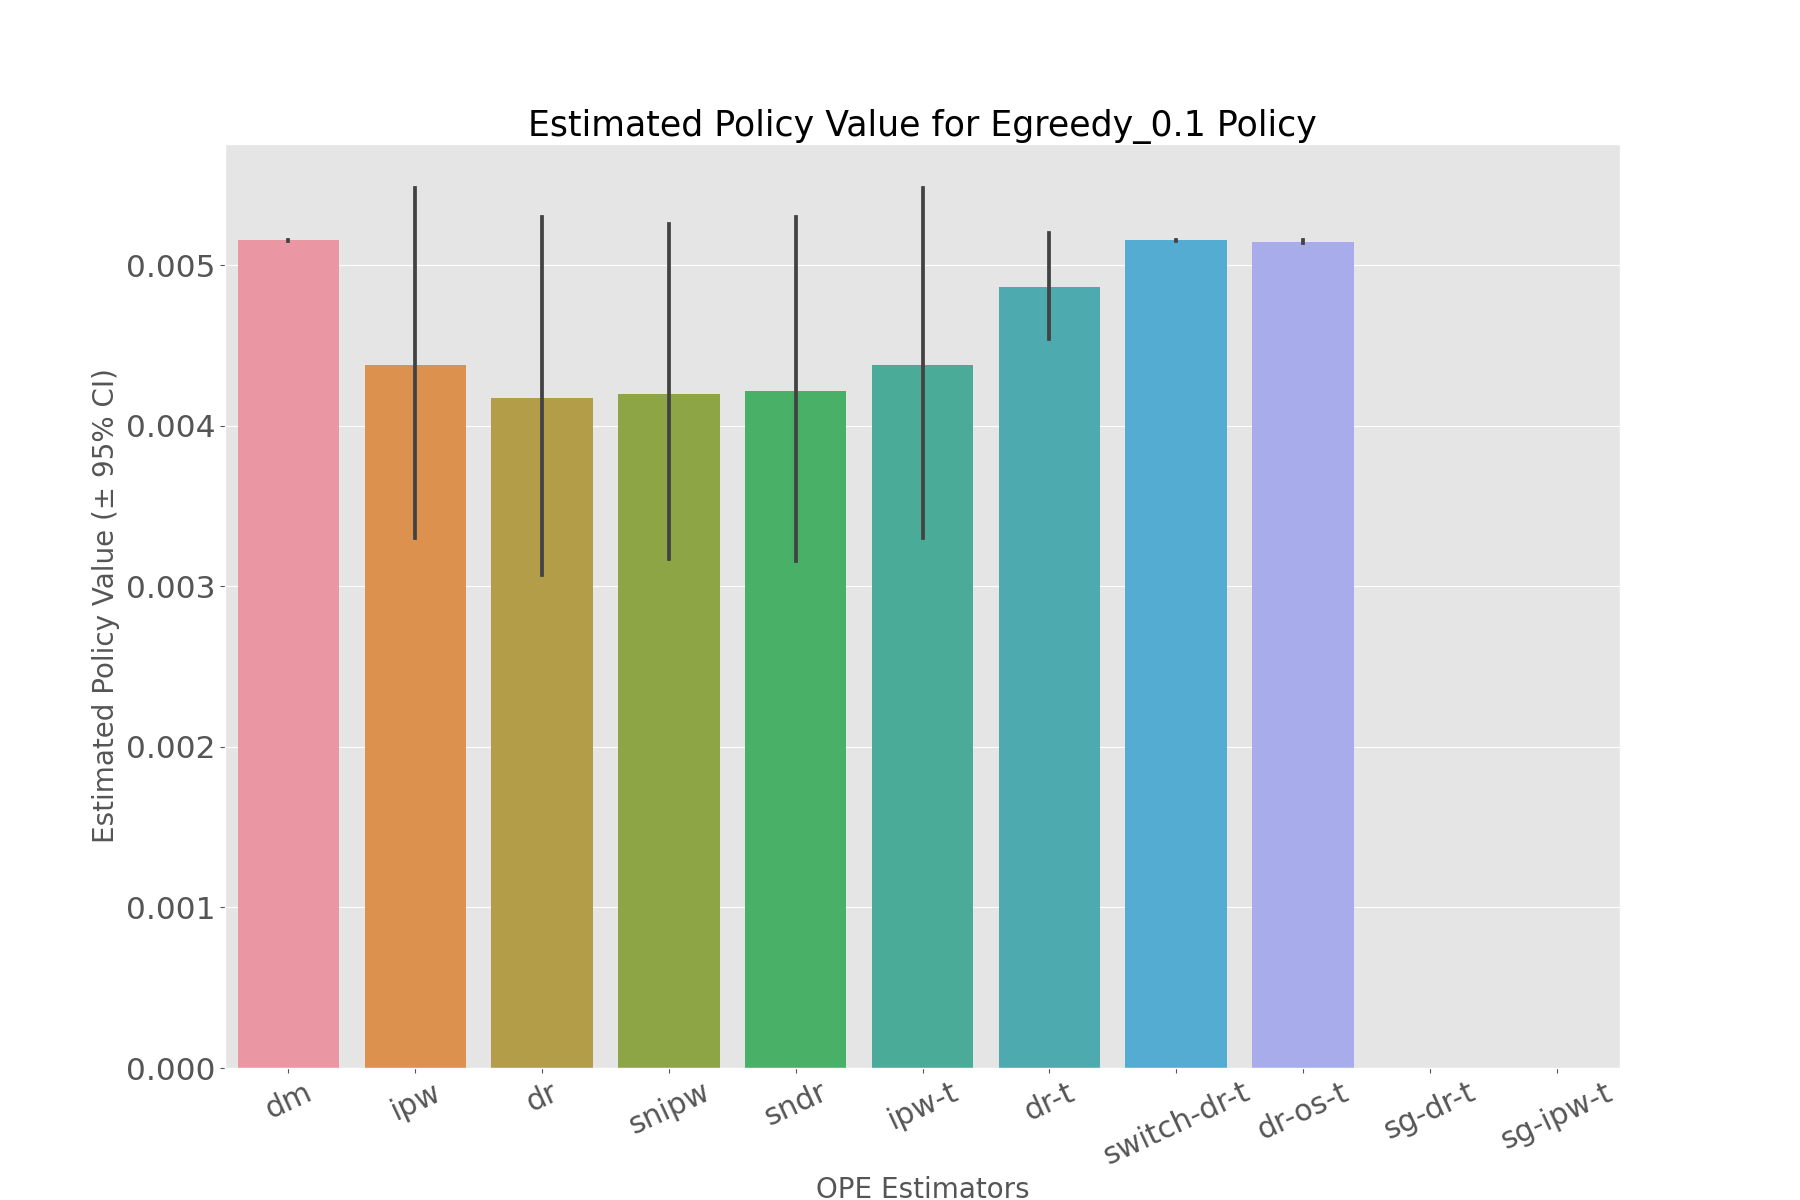 Estimated Policy Value for Egreedy_0.1 Policy
Estimated Policy Value (± 95% CI)
0.005
0.004
0.003
0.002
0.001
0.000
dm ipw dr snipw sndr ipw-t dr-t switch-dr-t dr-os-t sg-dr-t sg-ipw-t
OPE Estimators